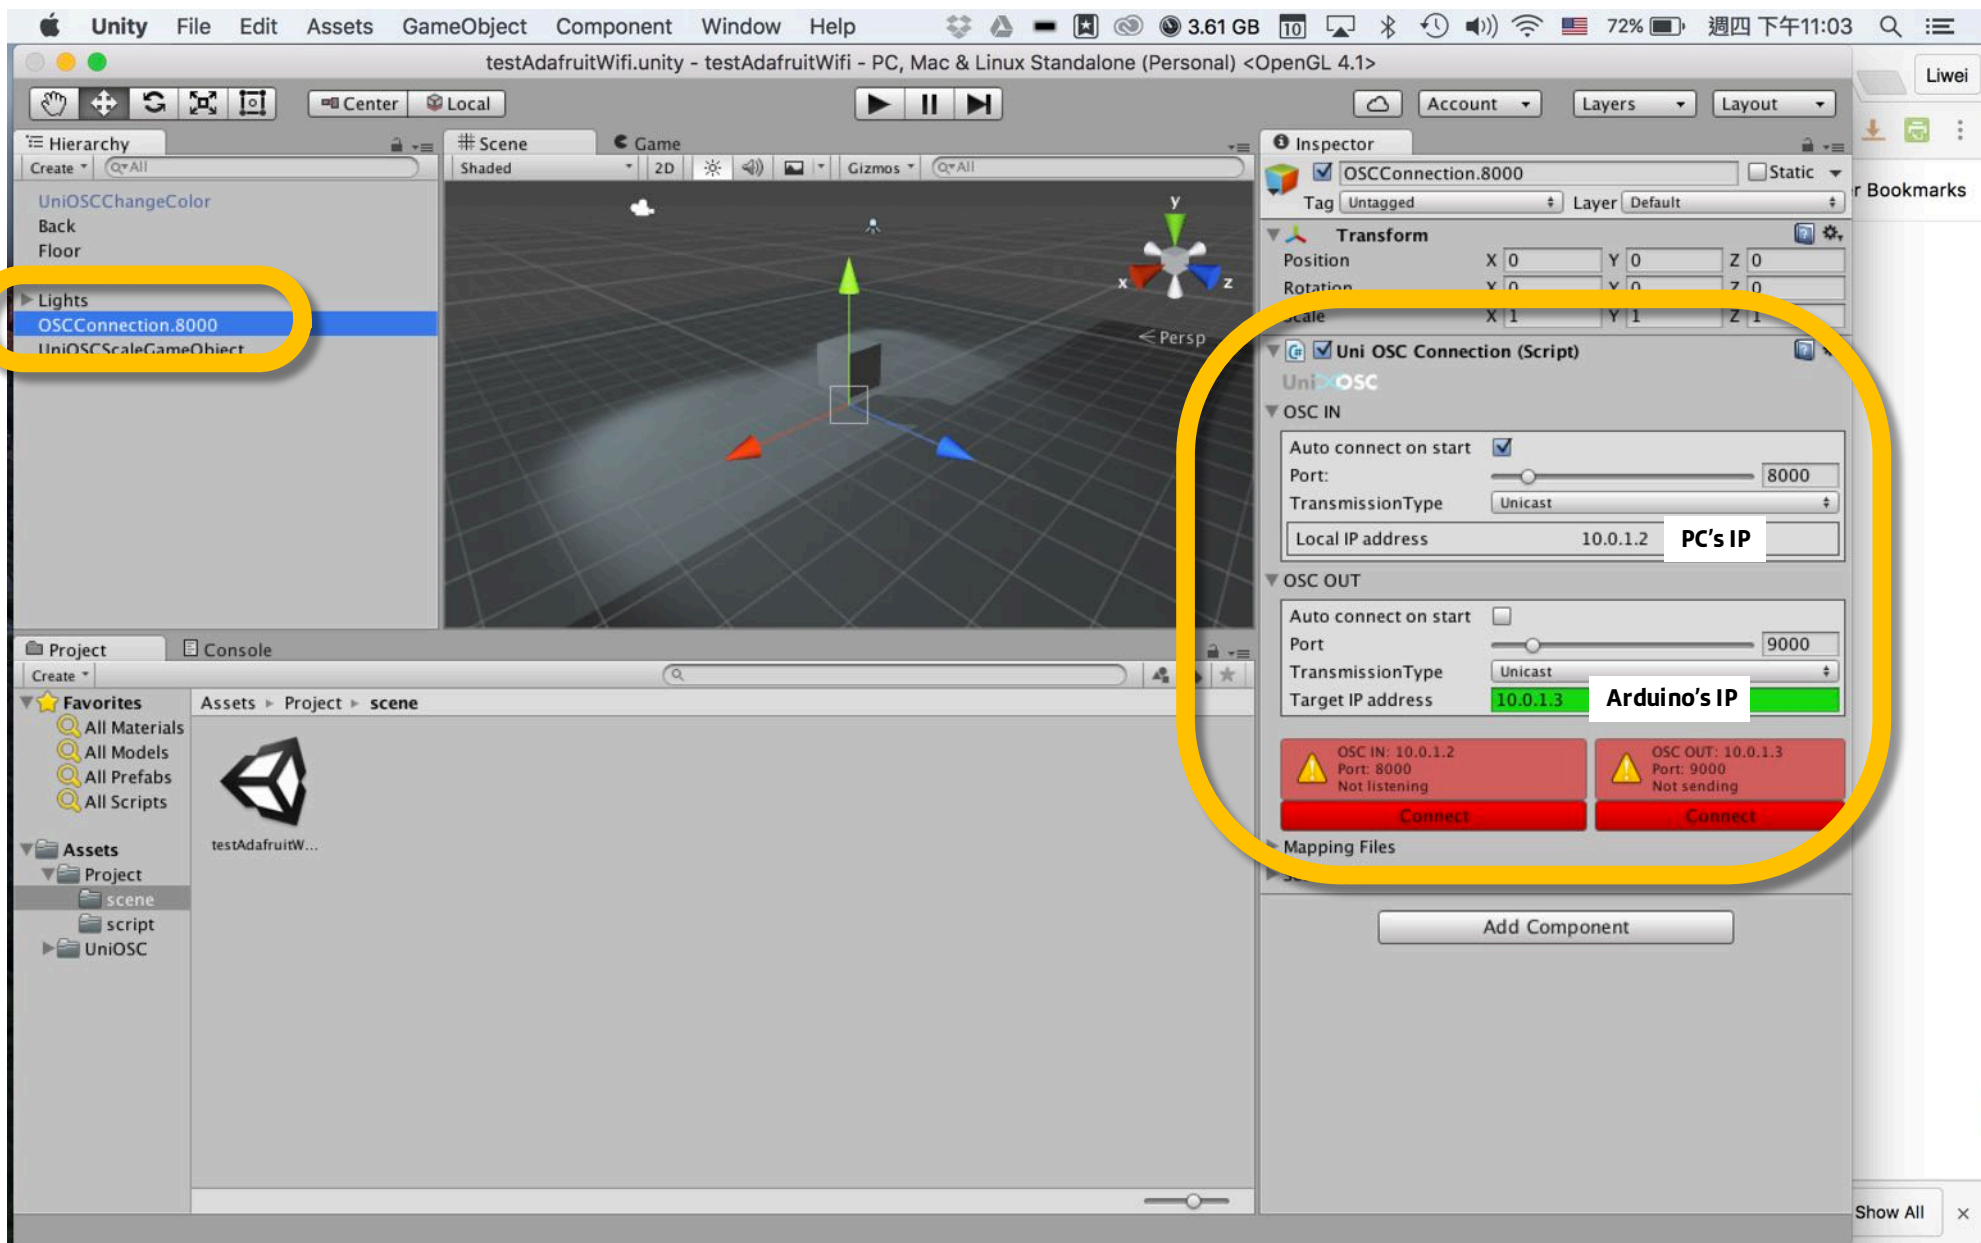 Unity File Edit Assets GameObject Component Window Help 3.61 GB 10 72% 週四 下午11:03
testAdafruitWifi.unity - testAdafruitWifi - PC, Mac & Linux Standalone (Personal) <OpenGL 4.1>
Liwei
Center Local Account Layers Layout
Hierarchy
Create All
UniOSCChangeColor
Back
Floor
Lights
OSCConnection.8000
UniOSCScaleGameObject
Scene Game
Shaded 2D Gizmos All
y
x z
Persp
Inspector
OSCConnection.8000 Static
Tag Untagged Layer Default
r Bookmarks
Transform
Position X 0 Y 0 Z 0
Rotation X 0 Y 0 Z 0
Scale X 1 Y 1 Z 1
Uni OSC Connection (Script)
UniOSC
OSC IN
Auto connect on start
Port: 8000
TransmissionType Unicast
Local IP address 10.0.1.2 PC's IP
OSC OUT
Auto connect on start
Port 9000
TransmissionType Unicast
Target IP address 10.0.1.3 Arduino's IP
OSC IN: 10.0.1.2
Port: 8000
Not listening
Connect
OSC OUT: 10.0.1.3
Port: 9000
Not sending
Connect
Mapping Files
Add Component
Project Console
Create
Favorites
All Materials
All Models
All Prefabs
All Scripts
Assets
Project
scene
script
UniOSC
Assets Project scene
testAdafruitW...
Show All